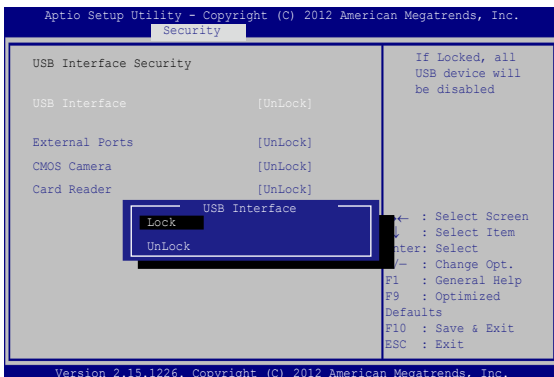 Aptio Setup Utility - Copyright (C) 2012 American Megatrends, Inc.
Security
USB Interface Security
USB Interface [UnLock]
External Ports [UnLock]
CMOS Camera [UnLock]
Card Reader [UnLock]
USB Interface
Lock
UnLock
If Locked, all
USB device will
be disabled
→← : Select Screen
↑↓ : Select Item
Enter: Select
+/— : Change Opt.
F1 : General Help
F9 : Optimized
Defaults
F10 : Save & Exit
ESC : Exit
Version 2.15.1226. Copyright (C) 2012 American Megatrends, Inc.